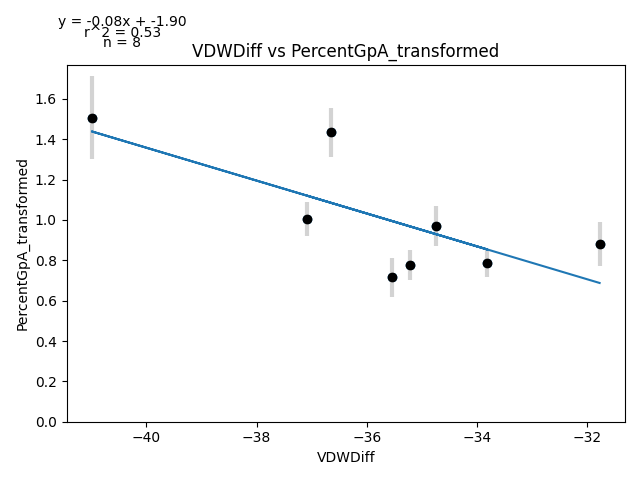 y = -0.08x + -1.90
r^2 = 0.53
n = 8
VDWDiff vs PercentGpA_transformed
PercentGpA_transformed
1.6
1.4
1.2
1.0
0.8
0.6
0.4
0.2
0.0
−40 −38 −36 −34 −32
VDWDiff